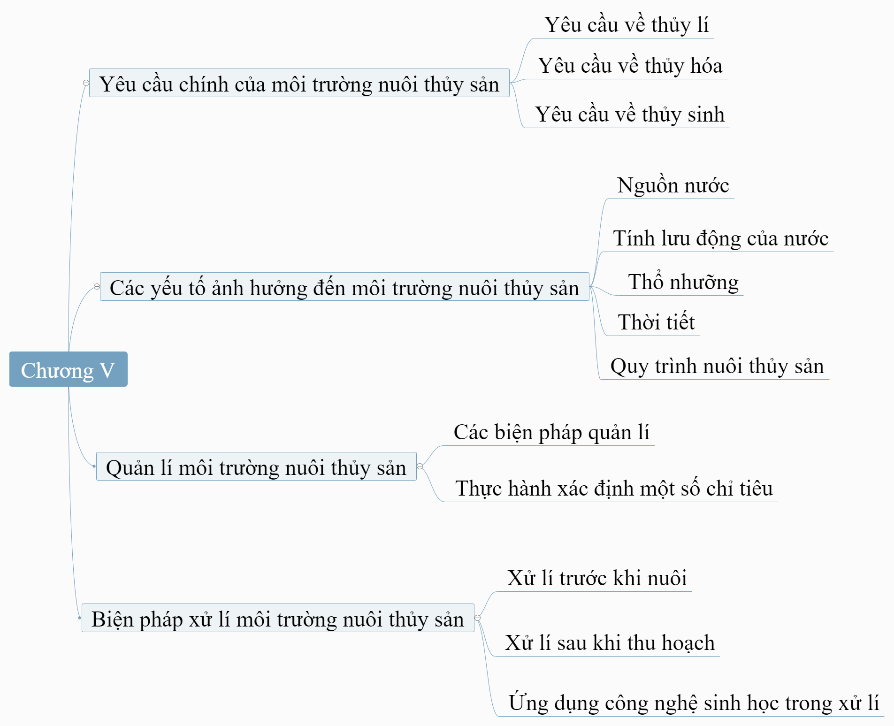 Chương V
Yêu cầu chính của môi trường nuôi thủy sản
Yêu cầu về thủy lí
Yêu cầu về thủy hóa
Yêu cầu về thủy sinh
Các yếu tố ảnh hưởng đến môi trường nuôi thủy sản
Nguồn nước
Tính lưu động của nước
Thổ nhưỡng
Thời tiết
Quy trình nuôi thủy sản
Quản lí môi trường nuôi thủy sản
Các biện pháp quản lí
Thực hành xác định một số chỉ tiêu
Biện pháp xử lí môi trường nuôi thủy sản
Xử lí trước khi nuôi
Xử lí sau khi thu hoạch
Ứng dụng công nghệ sinh học trong xử lí